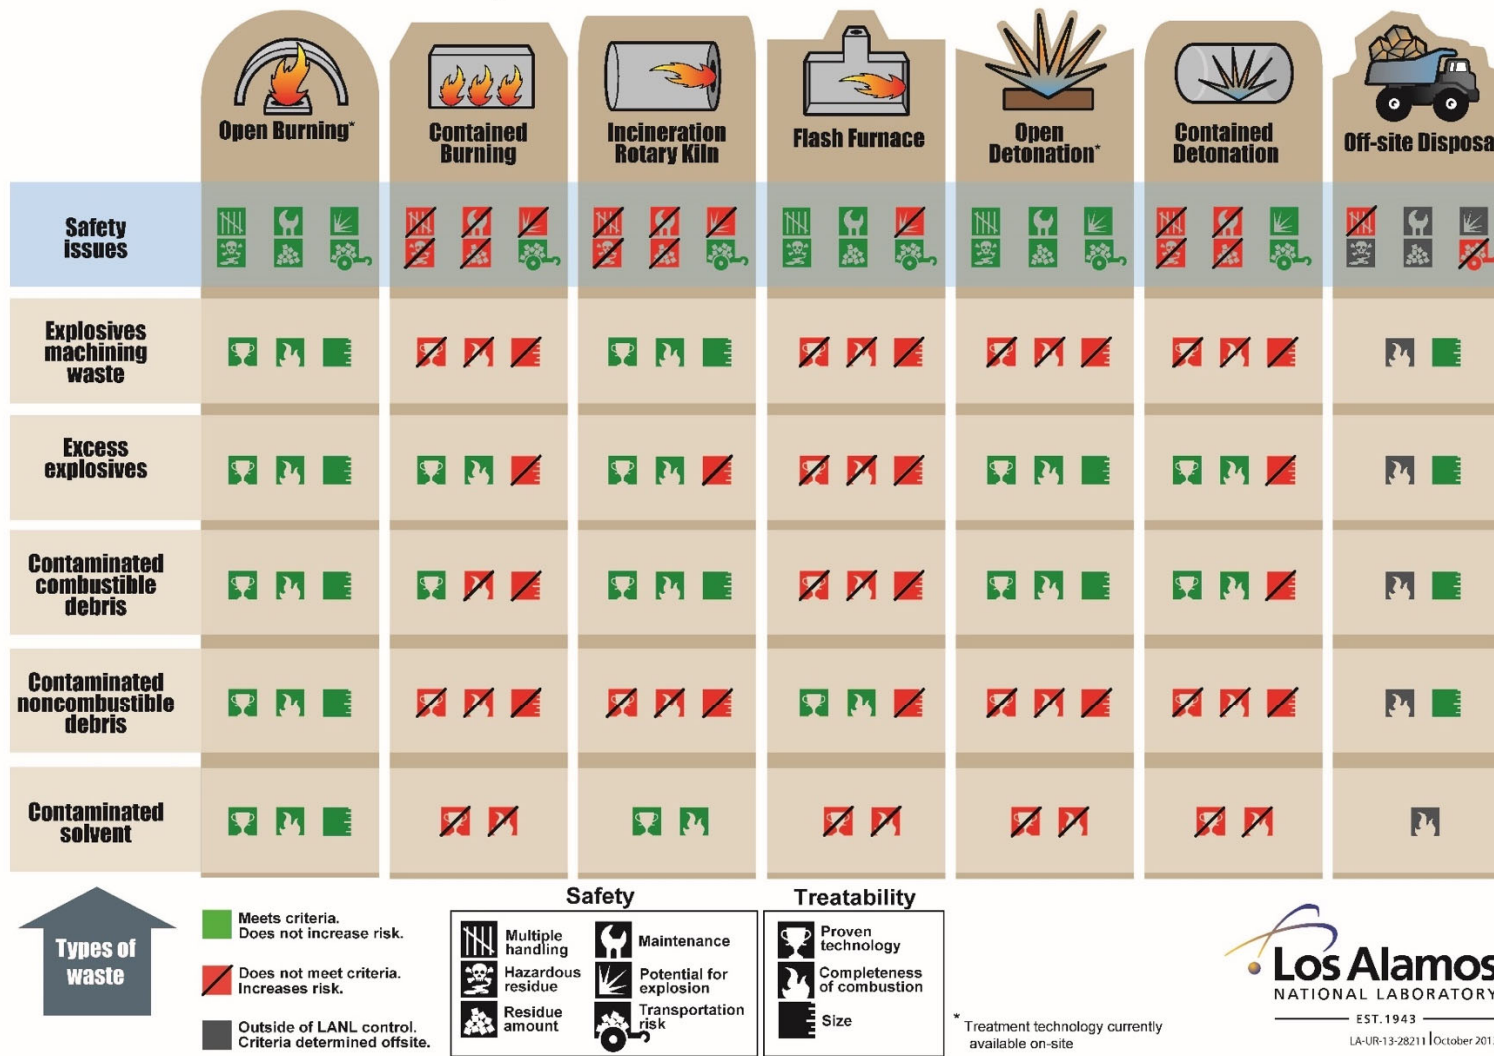 Open Burning*
Contained
Burning
Incineration
Rotary Kiln
Flash Furnace
Open
Detonation*
Contained
Detonation
Off-site Disposa
Safety
issues
Explosives
machining
waste
Excess
explosives
Contaminated
combustible
debris
Contaminated
noncombustible
debris
Contaminated
solvent
Types of
waste
Meets criteria.
Does not increase risk.
Does not meet criteria.
Increases risk.
Outside of LANL control.
Criteria determined offsite.
Safety
Multiple
handling
Hazardous
residue
Residue
amount
Maintenance
Potential for
explosion
Transportation
risk
Treatability
Proven
technology
Completeness
of combustion
Size
* Treatment technology currently
available on-site
Los Alamos
NATIONAL LABORATORY
EST.1943
LA-UR-13-28211 | October 201